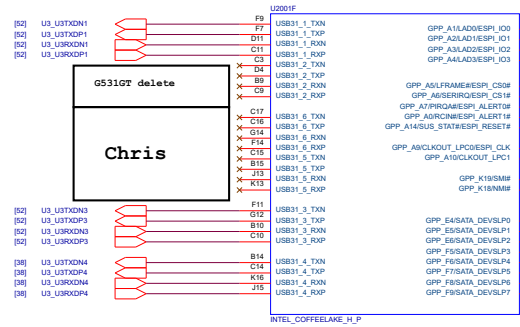 U2001F
[52] U3_U3TXDN1 F9 USB31_1_TXN
[52] U3_U3TXDP1 F7 USB31_1_TXP GPP_A1/LAD0/ESPI_IO0
[52] U3_U3RXDN1 D11 USB31_1_RXN GPP_A2/LAD1/ESPI_IO1
[52] U3_U3RXDP1 C11 USB31_1_RXP GPP_A3/LAD2/ESPI_IO2
C3 USB31_2_TXN GPP_A4/LAD3/ESPI_IO3
D4 USB31_2_TXP
G531GT delete B9 USB31_2_RXN GPP_A5/LFRAME#/ESPI_CS0#
C9 USB31_2_RXP GPP_A6/SERIRQ/ESPI_CS1#
GPP_A7/PIRQA#/ESPI_ALERT0#
C17 USB31_6_TXN GPP_A0/RCIN#/ESPI_ALERT1#
C16 USB31_6_TXP GPP_A14/SUS_STAT#/ESPI_RESET#
G14 USB31_6_RXN
Chris F14 USB31_6_RXP GPP_A9/CLKOUT_LPC0/ESPI_CLK
C15 USB31_5_TXN GPP_A10/CLKOUT_LPC1
B15 USB31_5_TXP
J13 USB31_5_RXN GPP_K19/SMI#
K13 USB31_5_RXP GPP_K18/NMI#
[52] U3_U3TXDN3 F11 USB31_3_TXN
[52] U3_U3TXDP3 G12 USB31_3_TXP GPP_E4/SATA_DEVSLP0
[52] U3_U3RXDN3 B10 USB31_3_RXN GPP_E5/SATA_DEVSLP1
[52] U3_U3RXDP3 C10 USB31_3_RXP GPP_E6/SATA_DEVSLP2
GPP_F5/SATA_DEVSLP3
[38] U3_U3TXDN4 B14 USB31_4_TXN GPP_F6/SATA_DEVSLP4
[38] U3_U3TXDP4 C14 USB31_4_TXP GPP_F7/SATA_DEVSLP5
[38] U3_U3RXDN4 K16 USB31_4_RXN GPP_F8/SATA_DEVSLP6
[38] U3_U3RXDP4 J15 USB31_4_RXP GPP_F9/SATA_DEVSLP7
INTEL_COFFEELAKE_H_P